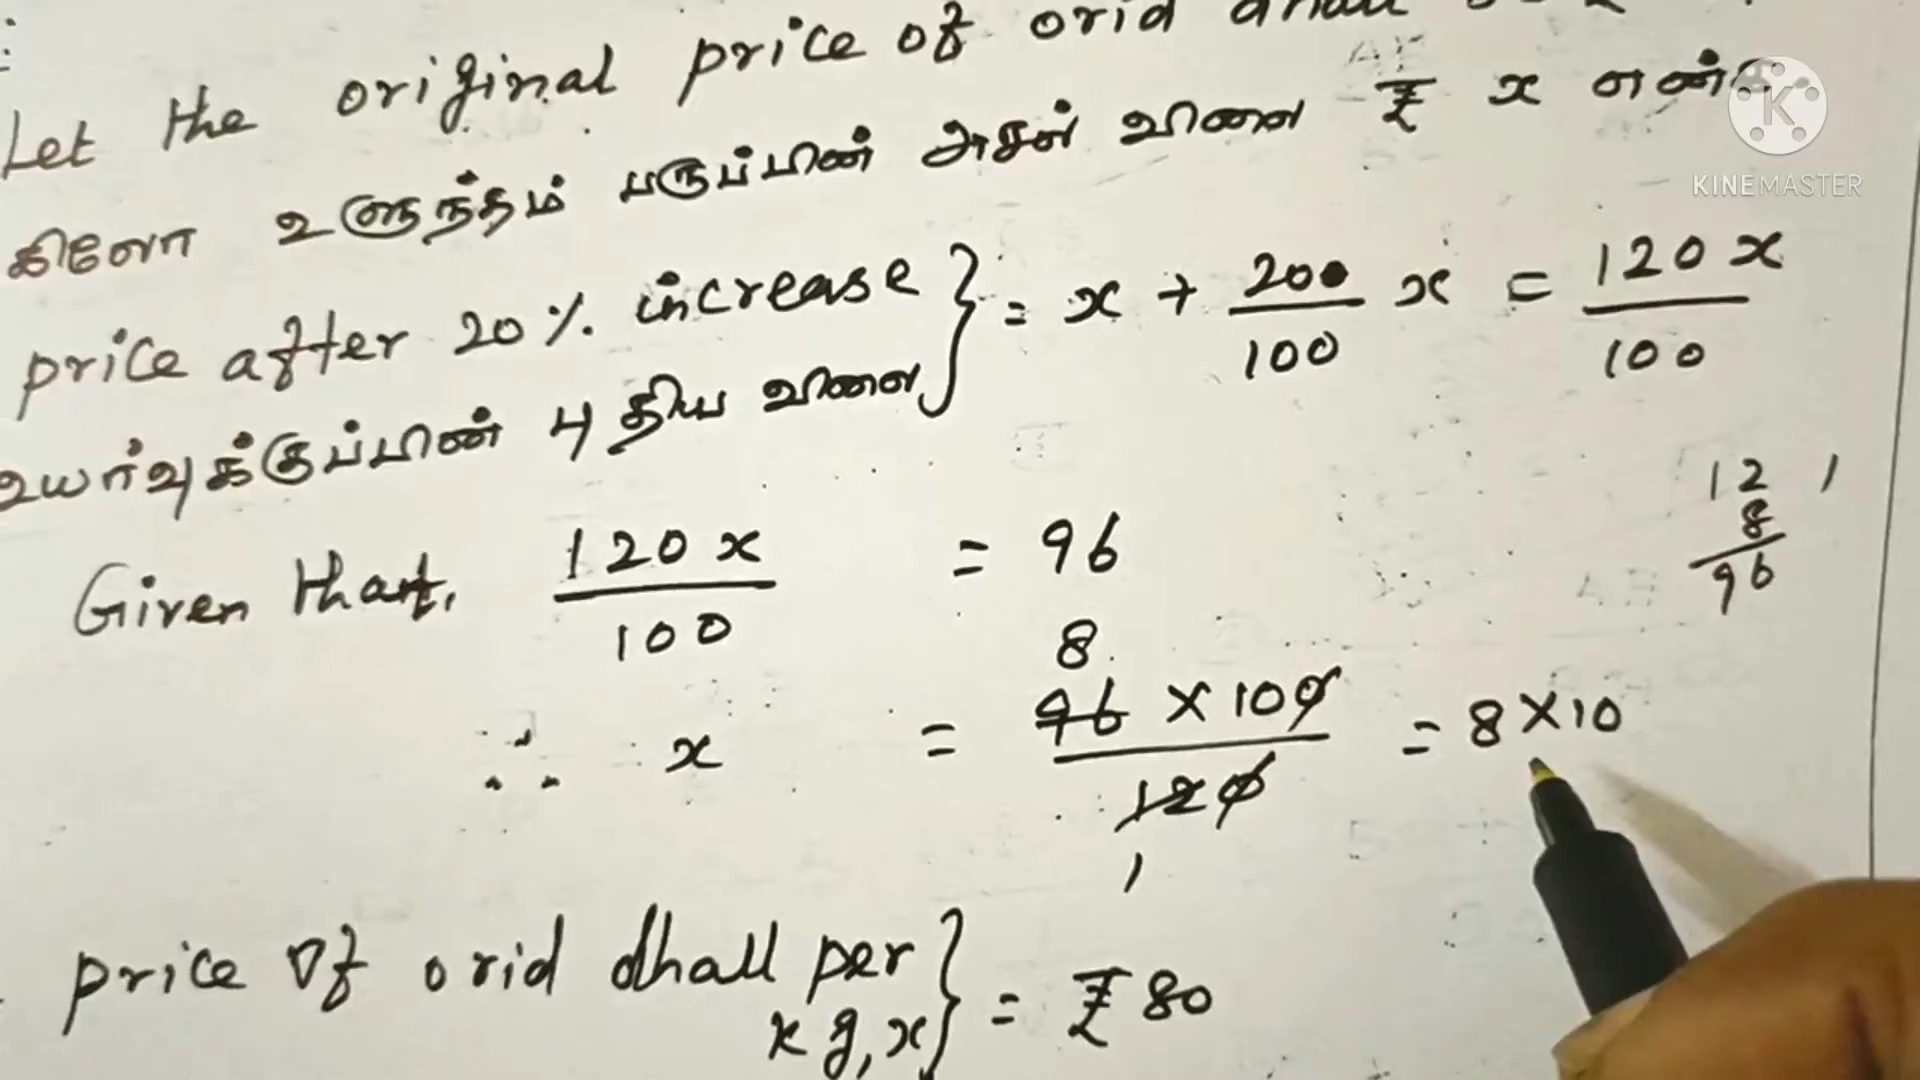 Let the original price of orid dhall
கிலோ உளுந்தம் பருப்பின் அசல் விலை ₹ x என்க
price after 20% increase } = x + 200/100 x = 120x/100
உயர்வுக்குப்பின் புதிய விலை
12
8
96
Given that, 120x/100 = 96
8
∴ x = 96 × 100/120 = 8 × 10
1
price of orid dhall per } = ₹ 80
kg, x
KINEMASTER